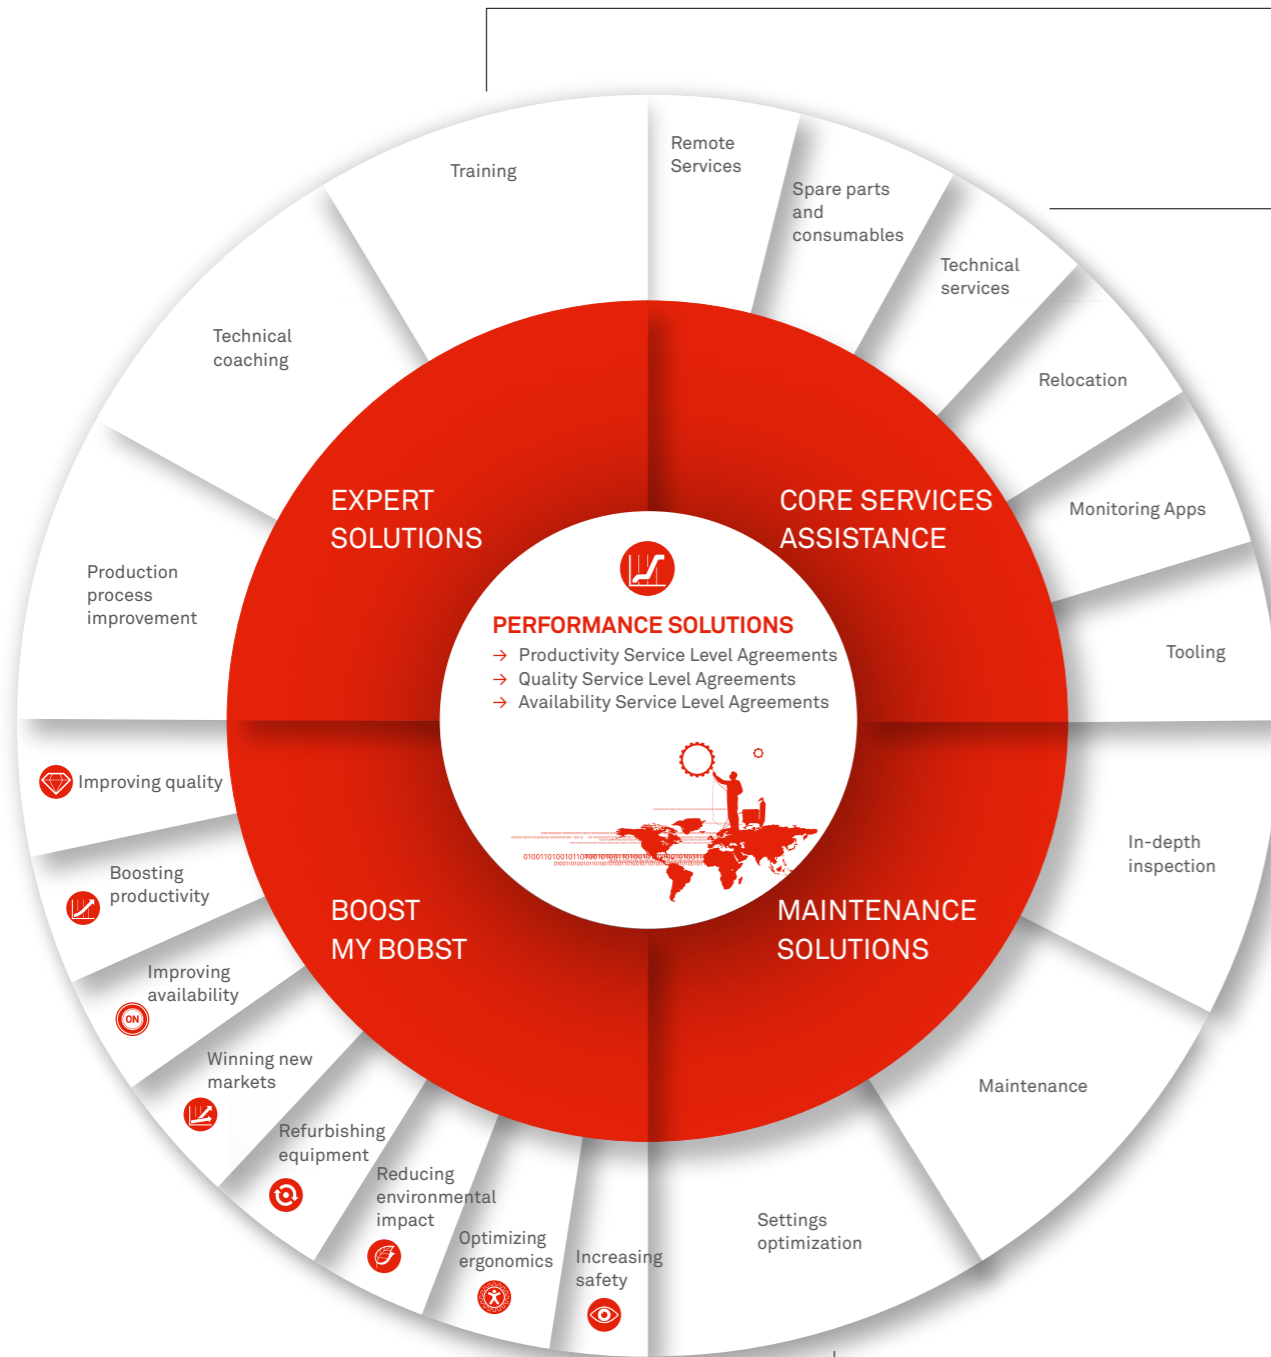 Training
Remote
Services
Spare parts
and
consumables
Technical
services
Technical
coaching
Relocation
EXPERT
SOLUTIONS
CORE SERVICES
ASSISTANCE
Monitoring Apps
Production
process
improvement
Tooling
PERFORMANCE SOLUTIONS
→ Productivity Service Level Agreements
→ Quality Service Level Agreements
→ Availability Service Level Agreements
Improving quality
In-depth
inspection
Boosting
productivity
BOOST
MY BOBST
MAINTENANCE
SOLUTIONS
Improving
availability
ON
Winning new
markets
Maintenance
Refurbishing
equipment
Reducing
environmental
impact
Settings
optimization
Optimizing
ergonomics
Increasing
safety